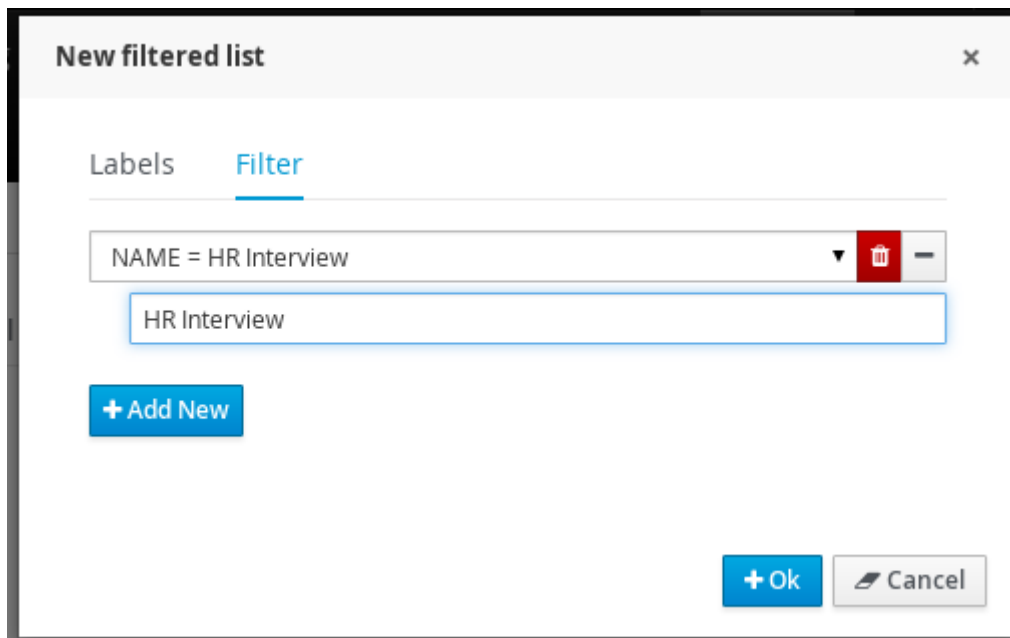 New filtered list ×
Labels Filter
NAME = HR Interview
HR Interview
+ Add New
+ Ok Cancel